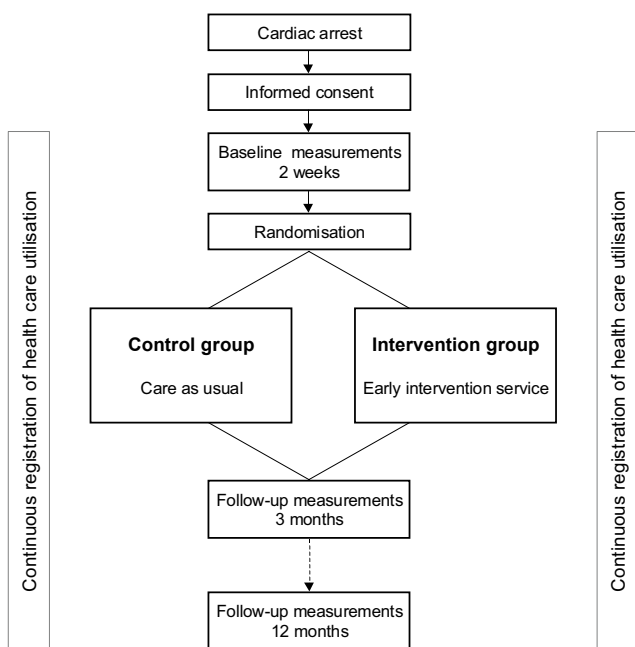 Cardiac arrest
Informed consent
Baseline measurements
2 weeks
Randomisation
Control group
Care as usual
Intervention group
Early intervention service
Follow-up measurements
3 months
Follow-up measurements
12 months
Continuous registration of health care utilisation
Continuous registration of health care utilisation